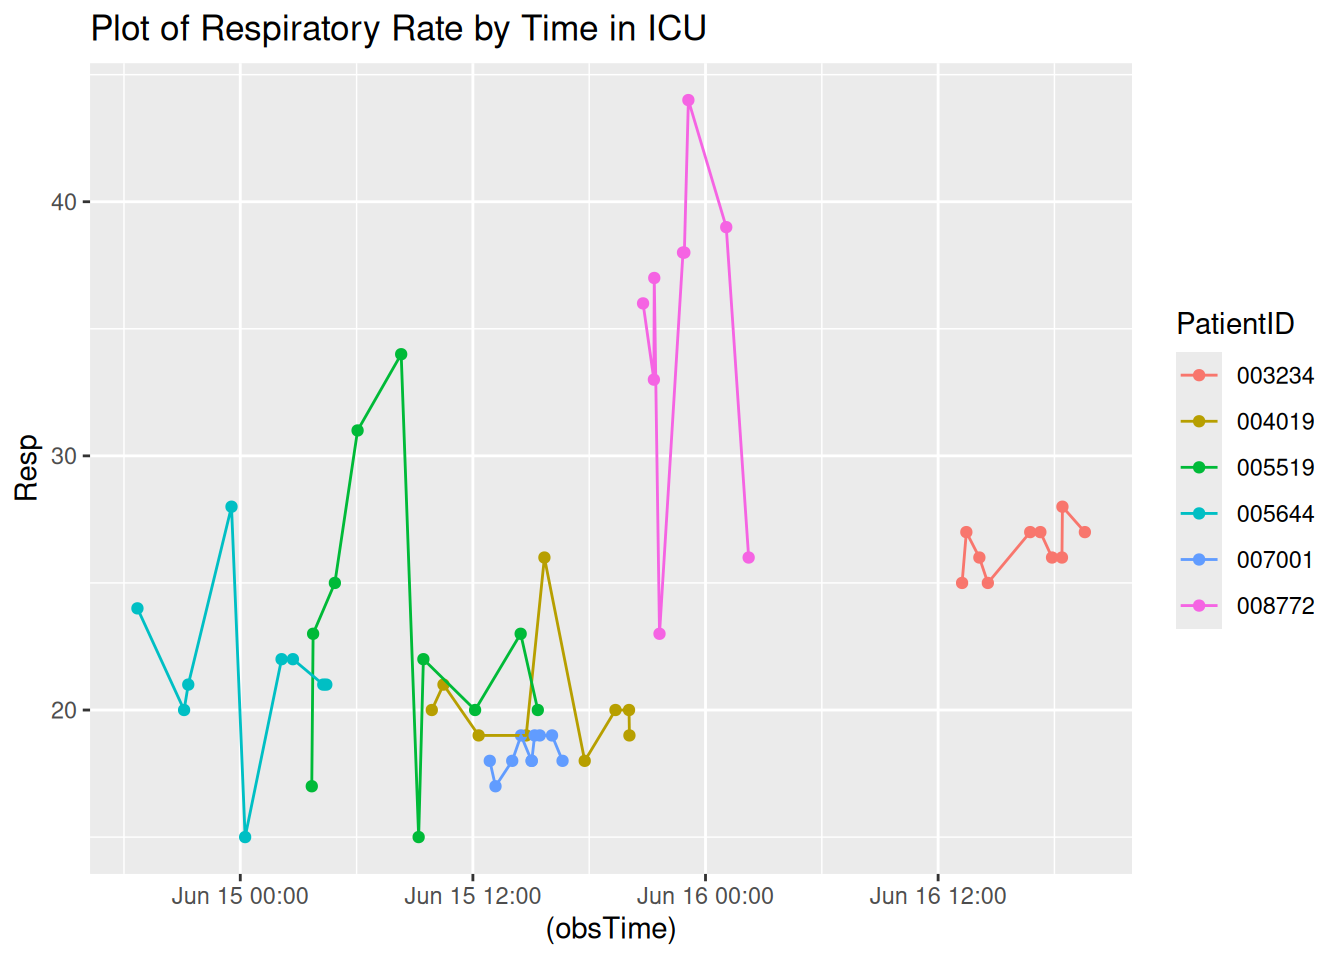 Plot of Respiratory Rate by Time in ICU
40
30
20
Resp
Jun 15 00:00
Jun 15 12:00
Jun 16 00:00
Jun 16 12:00
(obsTime)
PatientID
003234
004019
005519
005644
007001
008772